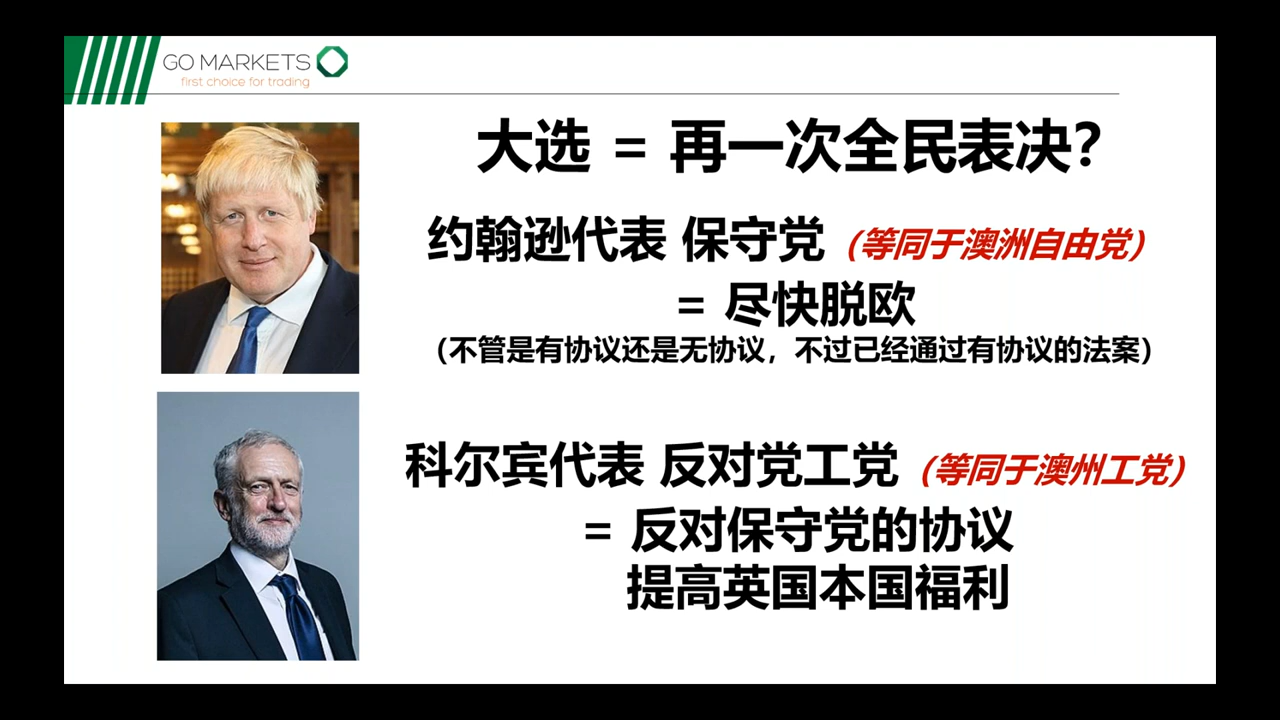 GO MARKETS
first choice for trading
大选 = 再一次全民表决?
约翰逊代表 保守党（等同于澳洲自由党）
= 尽快脱欧
（不管是有协议还是无协议，不过已经通过有协议的法案）
科尔宾代表 反对党工党（等同于澳州工党）
= 反对保守党的协议
提高英国本国福利